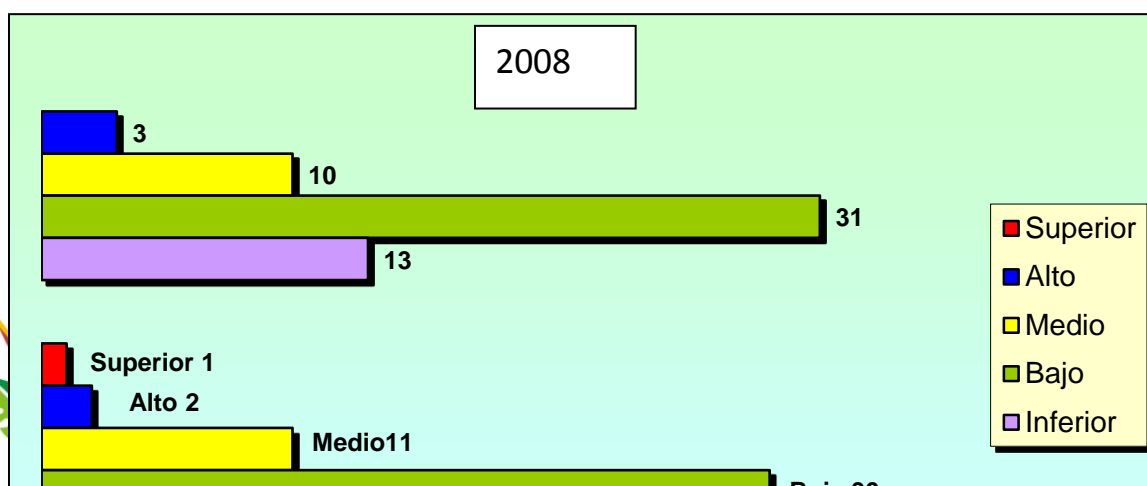 2008
3
10
31
13
Superior
Alto
Medio
Bajo
Inferior
Superior 1
Alto 2
Medio11